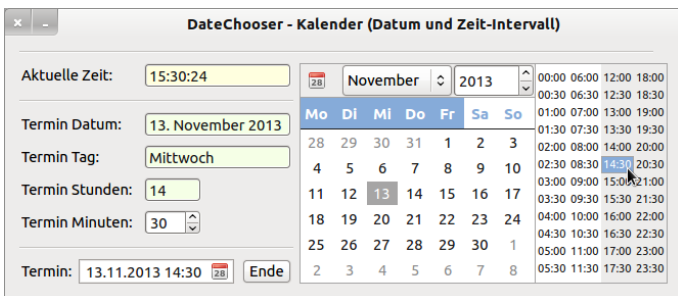 DateChooser - Kalender (Datum und Zeit-Intervall)
Aktuelle Zeit: 15:30:24
Termin Datum: 13. November 2013
Termin Tag: Mittwoch
Termin Stunden: 14
Termin Minuten: 30
Termin: 13.11.2013 14:30 28 Ende
28 November 2013
Mo Di Mi Do Fr Sa So
28 29 30 31 1 2 3
4 5 6 7 8 9 10
11 12 13 14 15 16 17
18 19 20 21 22 23 24
25 26 27 28 29 30 1
2 3 4 5 6 7 8
00:00 06:00 12:00 18:00
00:30 06:30 12:30 18:30
01:00 07:00 13:00 19:00
01:30 07:30 13:30 19:30
02:00 08:00 14:00 20:00
02:30 08:30 14:30 20:30
03:00 09:00 15:00 21:00
03:30 09:30 15:30 21:30
04:00 10:00 16:00 22:00
04:30 10:30 16:30 22:30
05:00 11:00 17:00 23:00
05:30 11:30 17:30 23:30